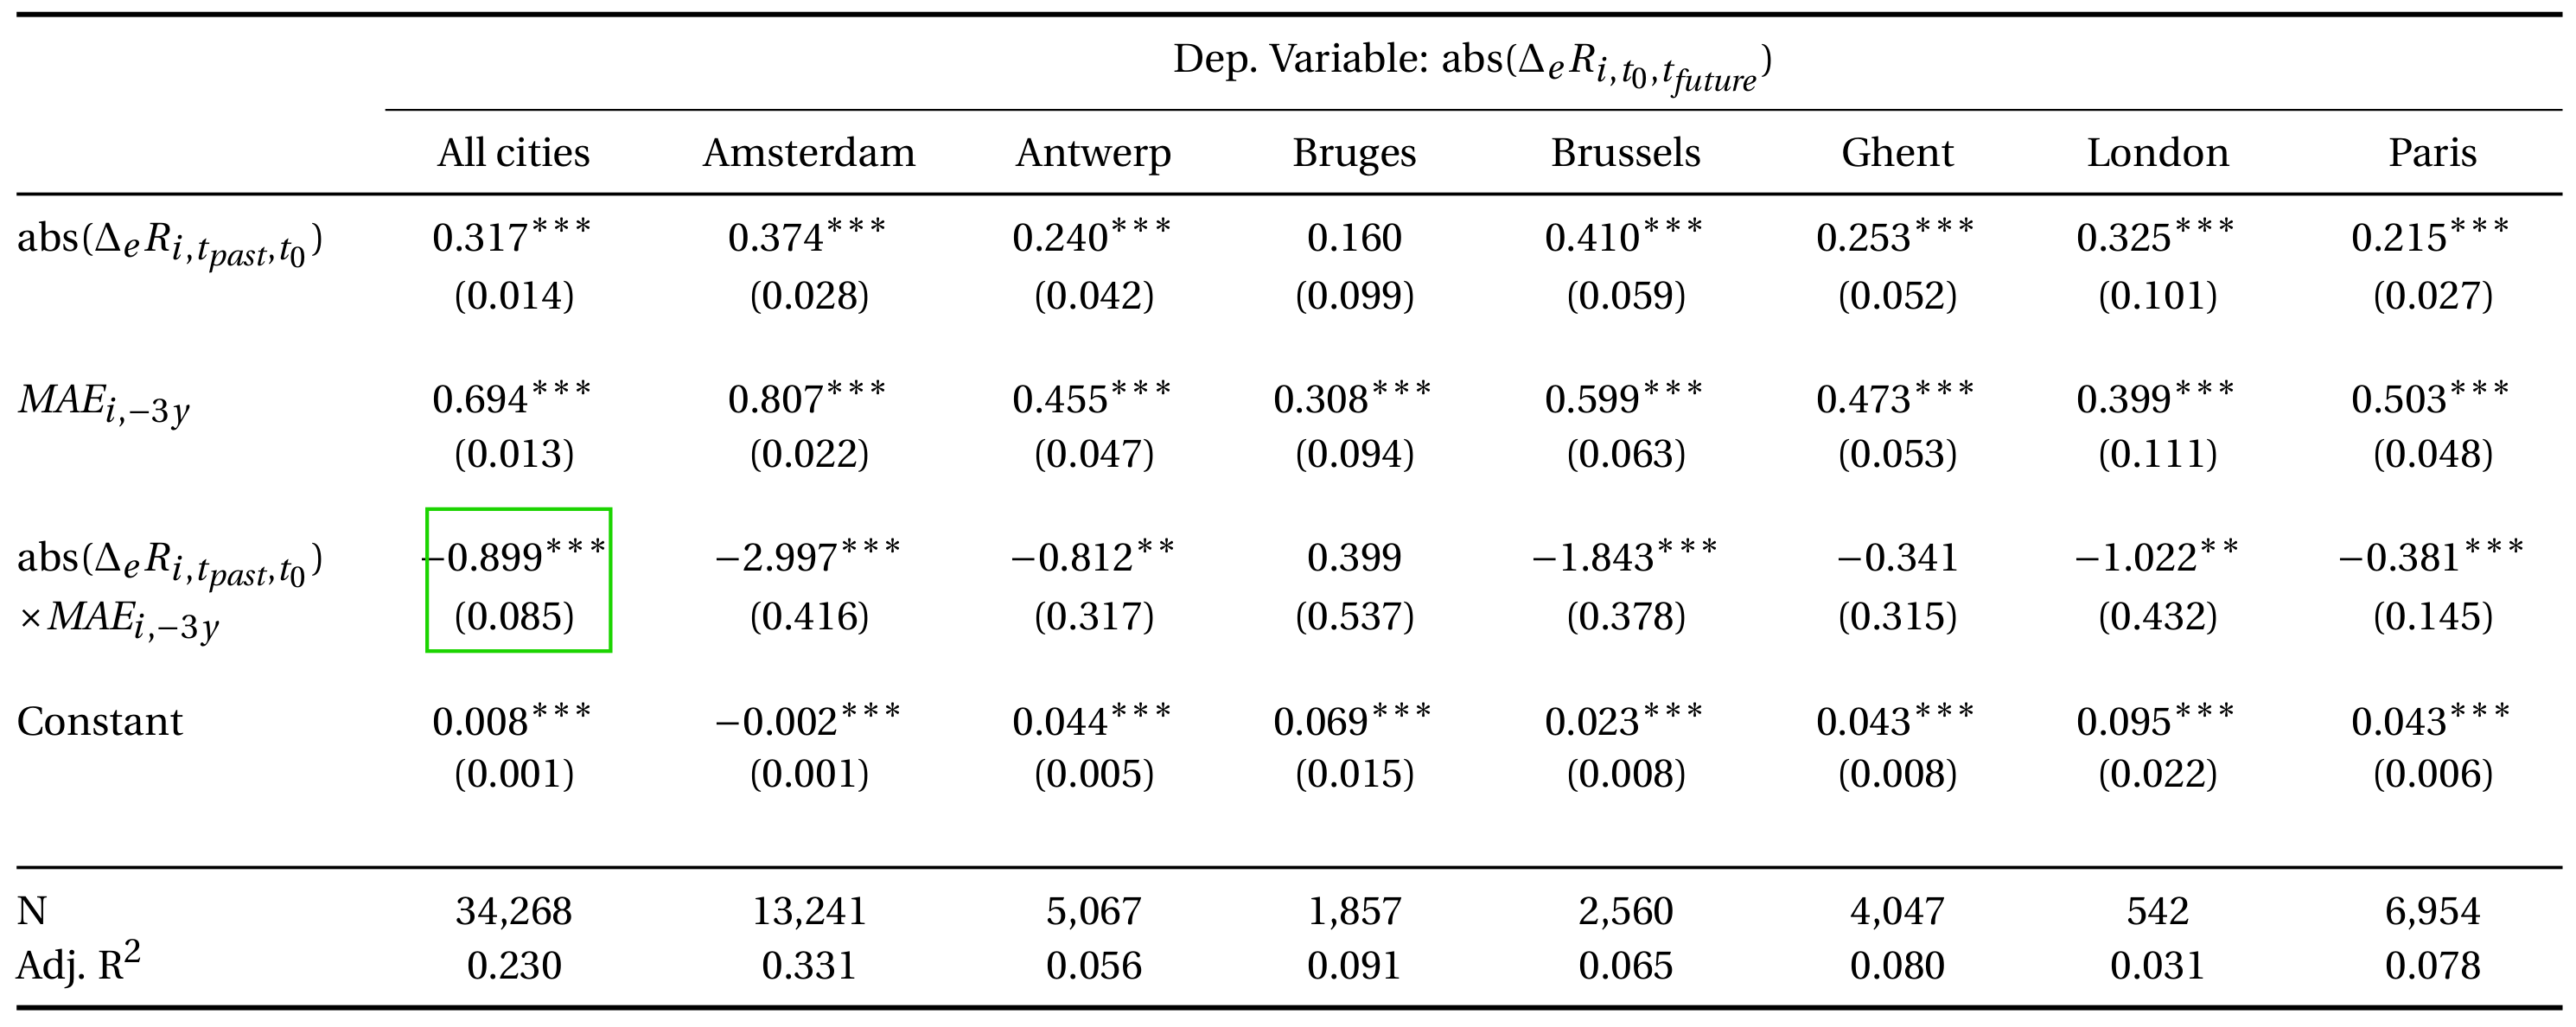 Dep. Variable: abs(Δ_e R_{i,t_0,t_{future}})
All cities Amsterdam Antwerp Bruges Brussels Ghent London Paris
abs(Δ_e R_{i,t_{past},t_0}) 0.317*** 0.374*** 0.240*** 0.160 0.410*** 0.253*** 0.325*** 0.215***
(0.014) (0.028) (0.042) (0.099) (0.059) (0.052) (0.101) (0.027)
MAE_{i,−3y} 0.694*** 0.807*** 0.455*** 0.308*** 0.599*** 0.473*** 0.399*** 0.503***
(0.013) (0.022) (0.047) (0.094) (0.063) (0.053) (0.111) (0.048)
abs(Δ_e R_{i,t_{past},t_0}) −0.899*** −2.997*** −0.812** 0.399 −1.843*** −0.341 −1.022** −0.381***
×MAE_{i,−3y} (0.085) (0.416) (0.317) (0.537) (0.378) (0.315) (0.432) (0.145)
Constant 0.008*** −0.002*** 0.044*** 0.069*** 0.023*** 0.043*** 0.095*** 0.043***
(0.001) (0.001) (0.005) (0.015) (0.008) (0.008) (0.022) (0.006)
N 34,268 13,241 5,067 1,857 2,560 4,047 542 6,954
Adj. R² 0.230 0.331 0.056 0.091 0.065 0.080 0.031 0.078